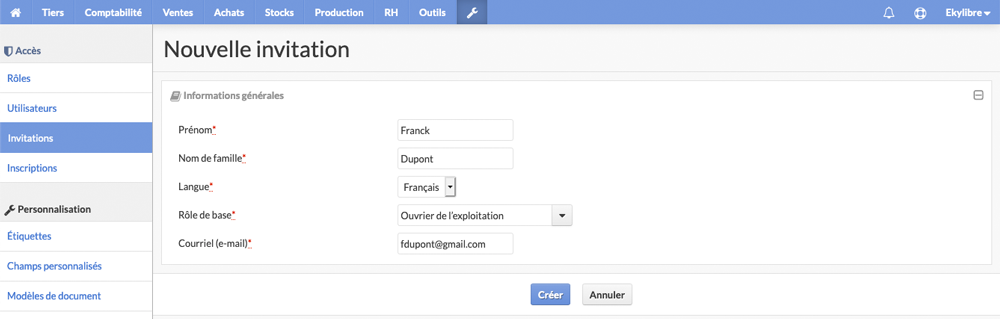 Tiers Comptabilité Ventes Achats Stocks Production RH Outils Ekylibre
Accès
Rôles
Utilisateurs
Invitations
Inscriptions
Personnalisation
Étiquettes
Champs personnalisés
Modèles de document
Nouvelle invitation
Informations générales
Prénom* Franck
Nom de famille* Dupont
Langue* Français
Rôle de base* Ouvrier de l'exploitation
Courriel (e-mail)* fdupont@gmail.com
Créer Annuler